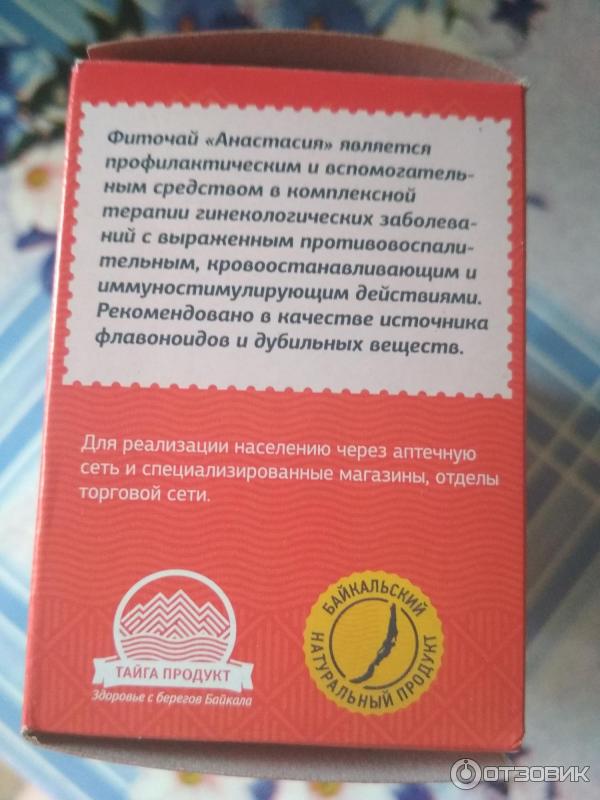 Фиточай «Анастасия» является
профилактическим и вспомогатель-
ным средством в комплексной
терапии гинекологических заболева-
ний с выраженным противовоспали-
тельным, кровоостанавливающим и
иммуностимулирующим действиями.
Рекомендовано в качестве источника
флавоноидов и дубильных веществ.
Для реализации населению через аптечную
сеть и специализированные магазины, отделы
торговой сети.
ТАЙГА ПРОДУКТ
Здоровье с берегов Байкала
БАЙКАЛЬСКИЙ
НАТУРАЛЬНЫЙ ПРОДУКТ
ОТЗОВИК